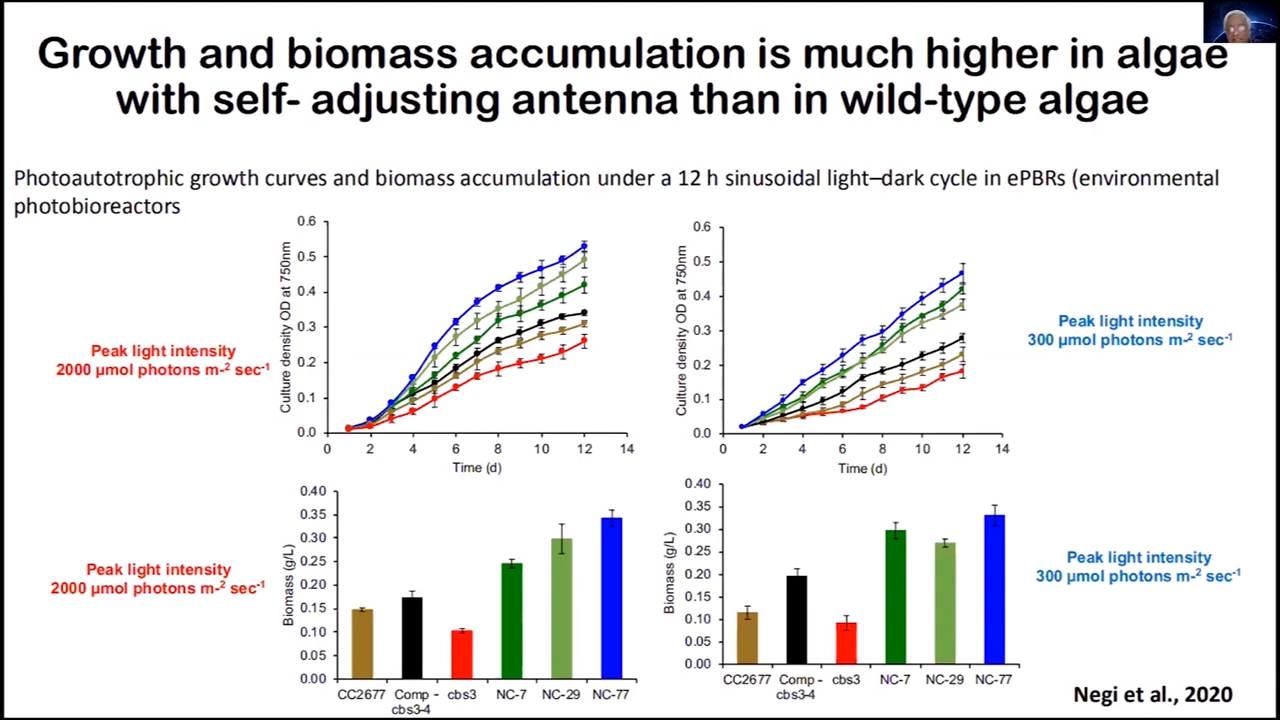 Growth and biomass accumulation is much higher in algae
with self- adjusting antenna than in wild-type algae
Photoautotrophic growth curves and biomass accumulation under a 12 h sinusoidal light–dark cycle in ePBRs (environmental
photobioreactors
Peak light intensity
2000 µmol photons m-² sec⁻¹
Culture density OD at 750nm
0.6
0.5
0.4
0.3
0.2
0.1
0.0
0 2 4 6 8 10 12 14
Time (d)
Culture density OD at 750nm
0.6
0.5
0.4
0.3
0.2
0.1
0.0
0 2 4 6 8 10 12 14
Time (d)
Peak light intensity
300 µmol photons m-² sec⁻¹
Peak light intensity
2000 µmol photons m-² sec⁻¹
Biomass (g/L)
0.40
0.35
0.30
0.25
0.20
0.15
0.10
0.05
0.00
CC2677 Comp - cbs3 NC-7 NC-29 NC-77
cbs3-4
Biomass (g/L)
0.40
0.35
0.30
0.25
0.20
0.15
0.10
0.05
0.00
CC2677 Comp - cbs3 NC-7 NC-29 NC-77
cbs3-4
Peak light intensity
300 µmol photons m-² sec⁻¹
Negi et al., 2020